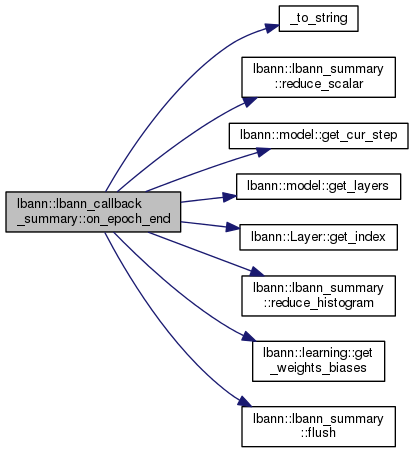 _to_string
lbann::lbann_summary
::reduce_scalar
lbann::model::get_cur_step
lbann::model::get_layers
lbann::lbann_callback
_summary::on_epoch_end
lbann::Layer::get_index
lbann::lbann_summary
::reduce_histogram
lbann::learning::get
_weights_biases
lbann::lbann_summary
::flush